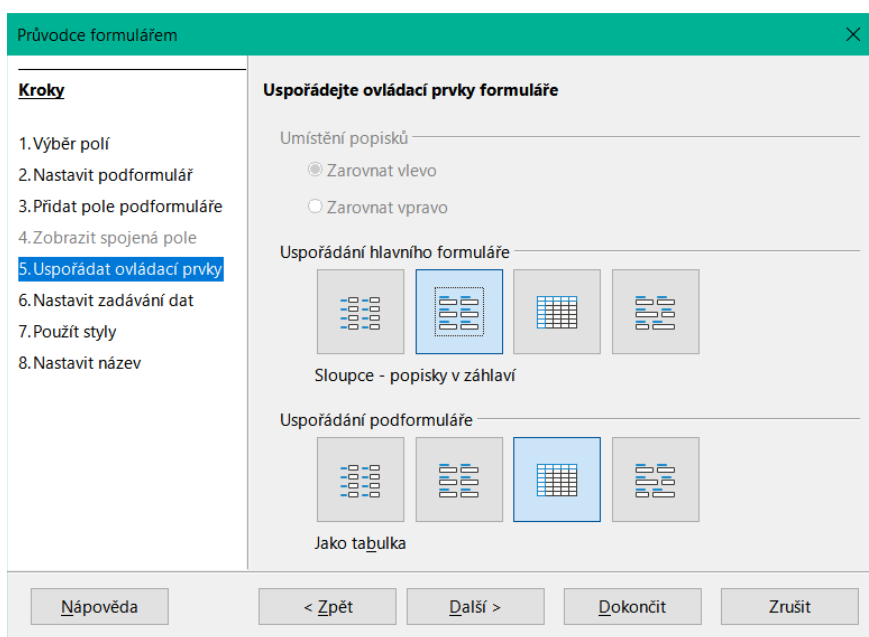 Průvodce formulářem
Kroky
1.Výběr polí
2.Nastavit podformulář
3.Přidat pole podformuláře
4.Zobrazit spojená pole
5.Uspořádat ovládací prvky
6.Nastavit zadávání dat
7.Použít styly
8.Nastavit název
Uspořádejte ovládací prvky formuláře
Umístění popisků
Zarovnat vlevo
Zarovnat vpravo
Uspořádání hlavního formuláře
Sloupce - popisky v záhlaví
Uspořádání podformuláře
Jako tabulka
Nápověda
< Zpět
Další >
Dokončit
Zrušit